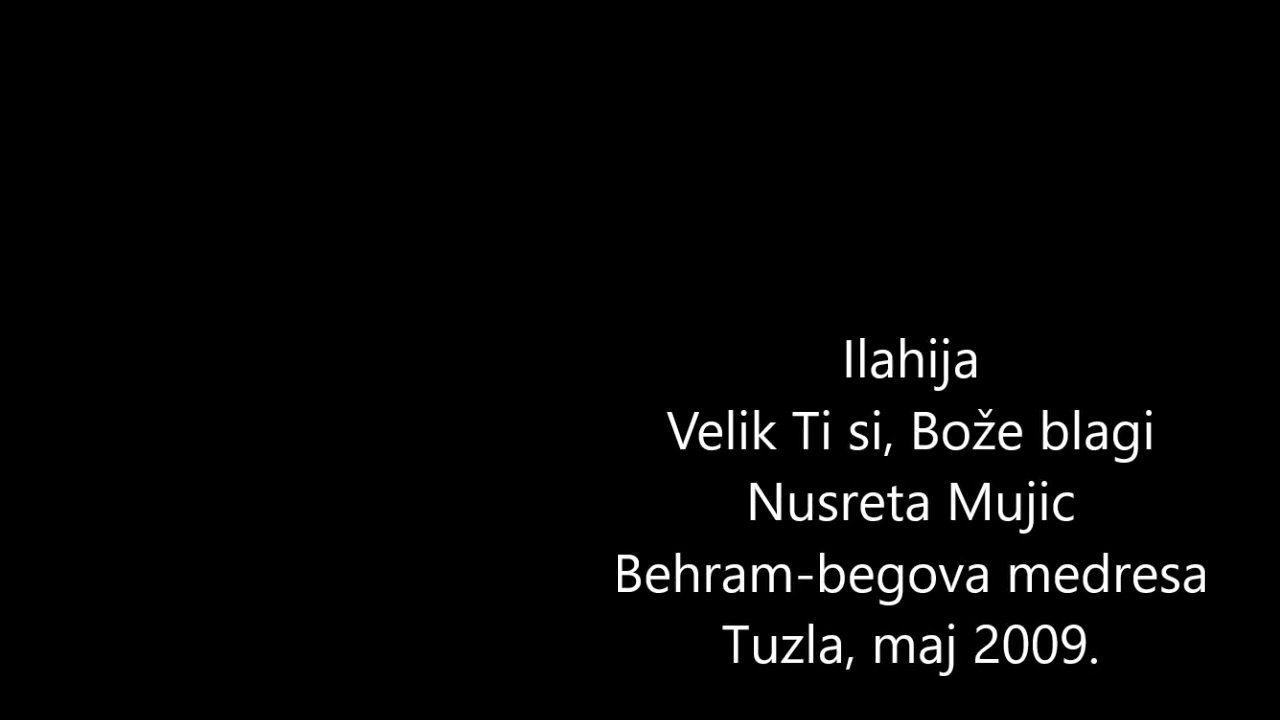 Ilahija
Velik Ti si, Bože blagi
Nusreta Mujic
Behram-begova medresa
Tuzla, maj 2009.